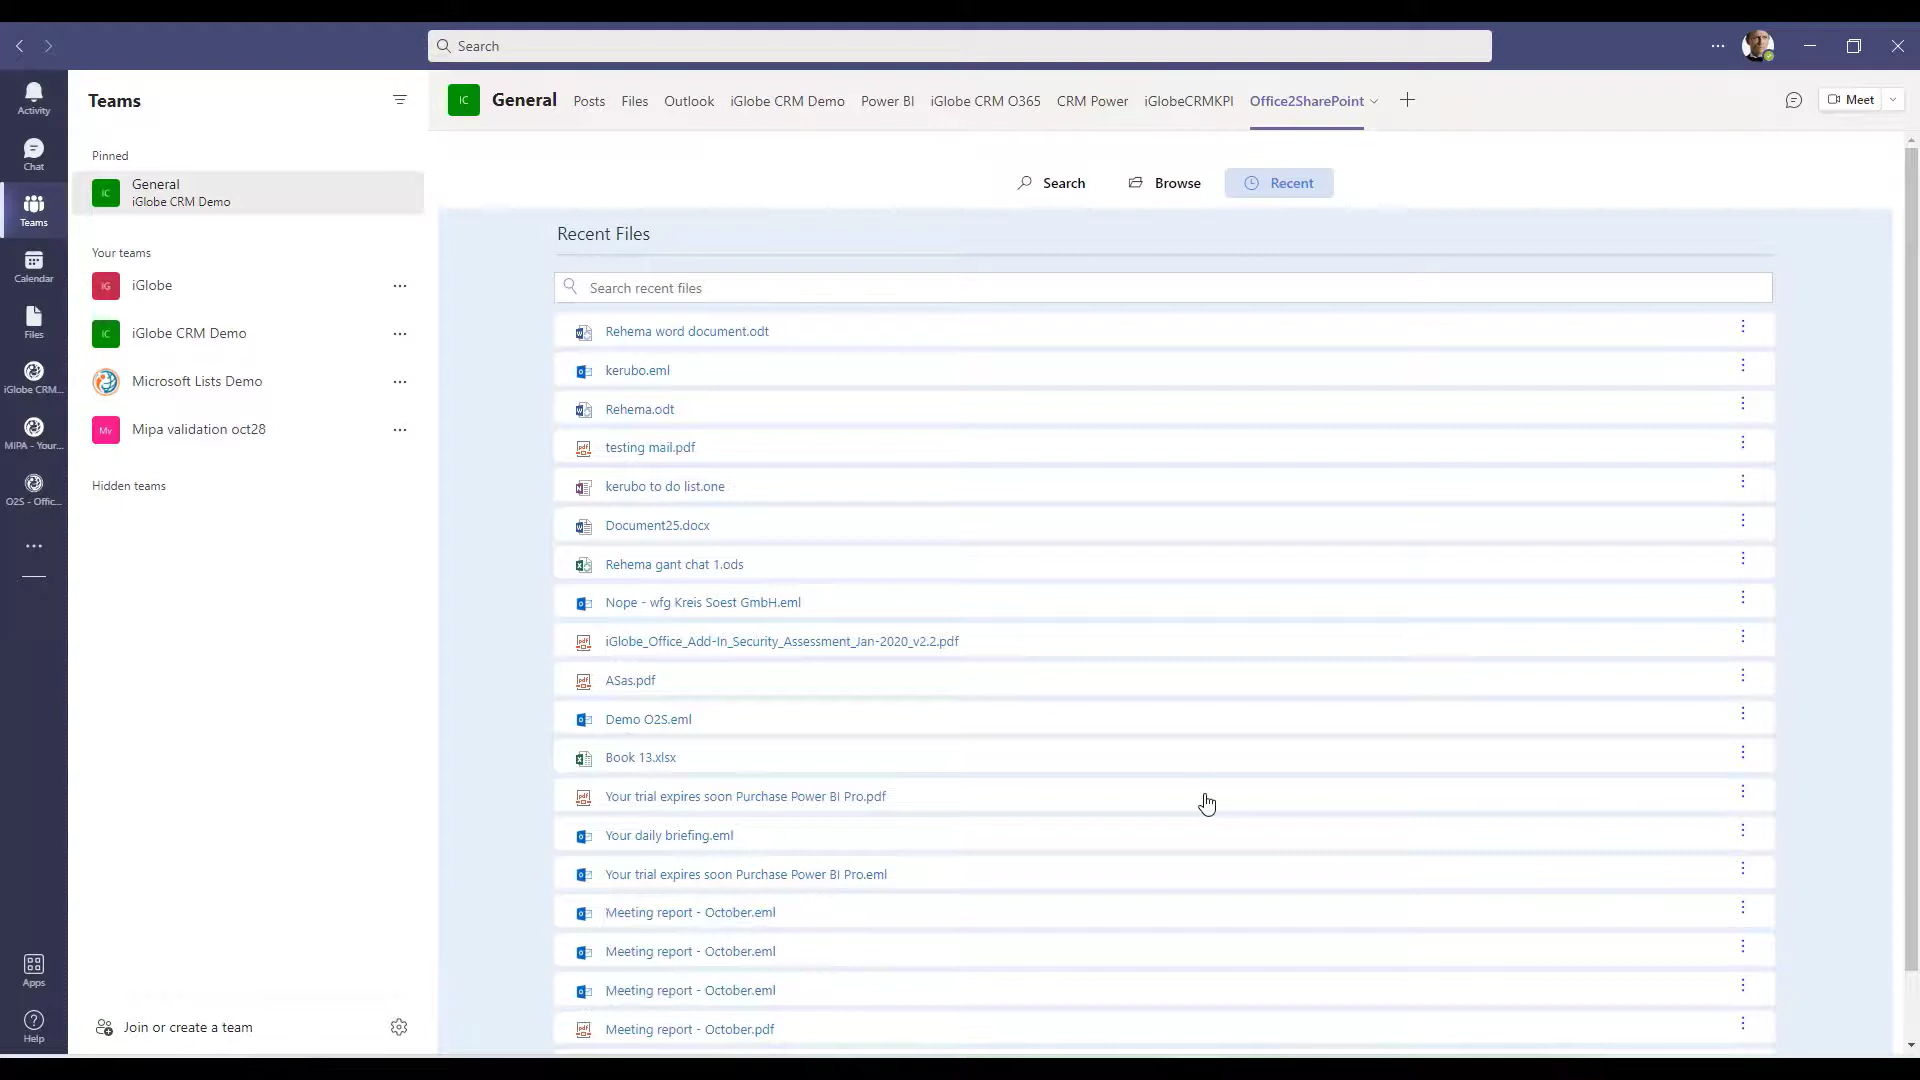 Search
Activity
Chat
Teams
Calendar
Files
iGlobe CRM...
MIPA - Your...
O2S - Offic...
Apps
Help
Teams
Pinned
IC
General
iGlobe CRM Demo
Your teams
IG
iGlobe
IC
iGlobe CRM Demo
Microsoft Lists Demo
Mv
Mipa validation oct28
Hidden teams
Join or create a team
IC
General
Posts
Files
Outlook
iGlobe CRM Demo
Power BI
iGlobe CRM O365
CRM Power
iGlobeCRMKPI
Office2SharePoint
Meet
Search
Browse
Recent
Recent Files
Search recent files
Rehema word document.odt
kerubo.eml
Rehema.odt
testing mail.pdf
kerubo to do list.one
Document25.docx
Rehema gant chat 1.ods
Nope - wfg Kreis Soest GmbH.eml
iGlobe_Office_Add-In_Security_Assessment_Jan-2020_v2.2.pdf
ASas.pdf
Demo O2S.eml
Book 13.xlsx
Your trial expires soon Purchase Power BI Pro.pdf
Your daily briefing.eml
Your trial expires soon Purchase Power BI Pro.eml
Meeting report - October.eml
Meeting report - October.eml
Meeting report - October.eml
Meeting report - October.pdf